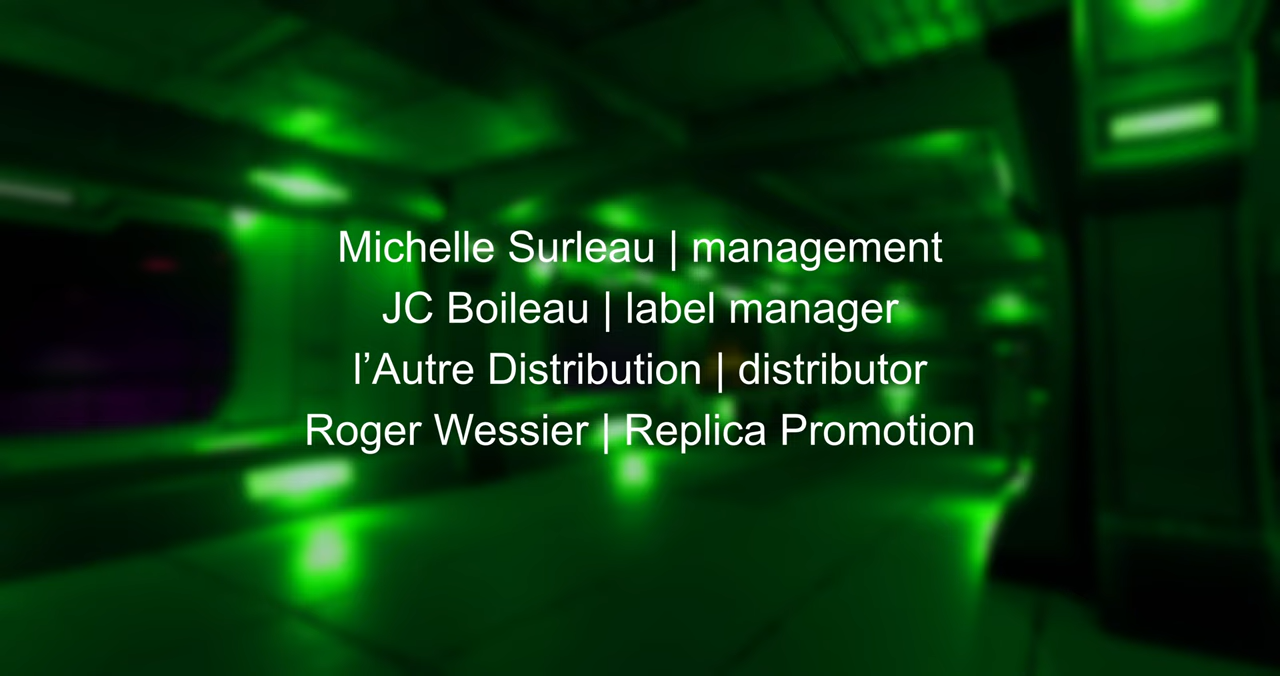 Michelle Surleau | management
JC Boileau | label manager
l’Autre Distribution | distributor
Roger Wessier | Replica Promotion